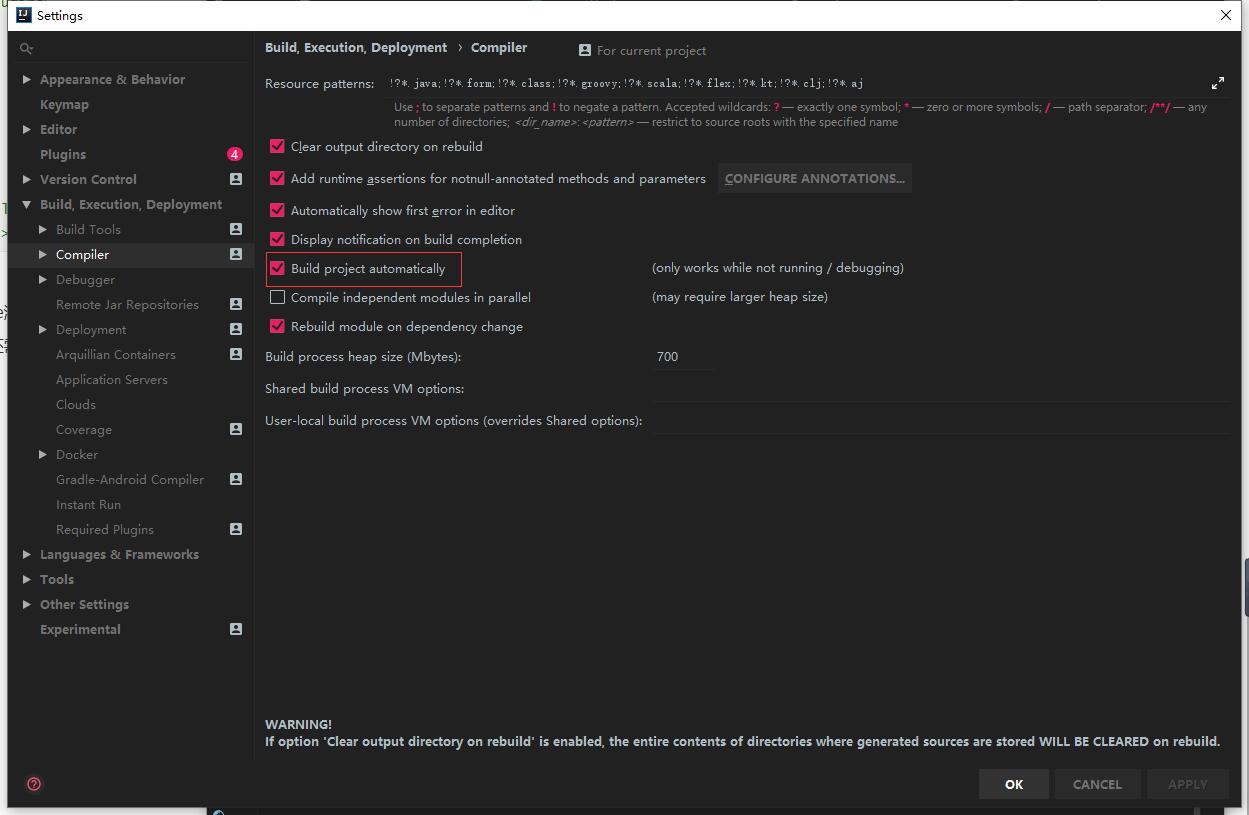 Settings
Build, Execution, Deployment › Compiler
For current project
Appearance & Behavior
Keymap
Editor
Plugins
4
Version Control
Build, Execution, Deployment
Build Tools
Compiler
Debugger
Remote Jar Repositories
Deployment
Arquillian Containers
Application Servers
Clouds
Coverage
Docker
Gradle-Android Compiler
Instant Run
Required Plugins
Languages & Frameworks
Tools
Other Settings
Experimental
Resource patterns: !?*.java;!?*.form;!?*.class;!?*.groovy;!?*.scala;!?*.flex;!?*.kt;!?*.clj;!?*.aj
Use ; to separate patterns and ! to negate a pattern. Accepted wildcards: ? — exactly one symbol; * — zero or more symbols; / — path separator; /**/ — any
number of directories; <dir_name>:<pattern> — restrict to source roots with the specified name
Clear output directory on rebuild
Add runtime assertions for notnull-annotated methods and parameters
CONFIGURE ANNOTATIONS...
Automatically show first error in editor
Display notification on build completion
Build project automatically
(only works while not running / debugging)
Compile independent modules in parallel
(may require larger heap size)
Rebuild module on dependency change
Build process heap size (Mbytes): 700
Shared build process VM options:
User-local build process VM options (overrides Shared options):
WARNING!
If option 'Clear output directory on rebuild' is enabled, the entire contents of directories where generated sources are stored WILL BE CLEARED on rebuild.
?
OK
CANCEL
APPLY